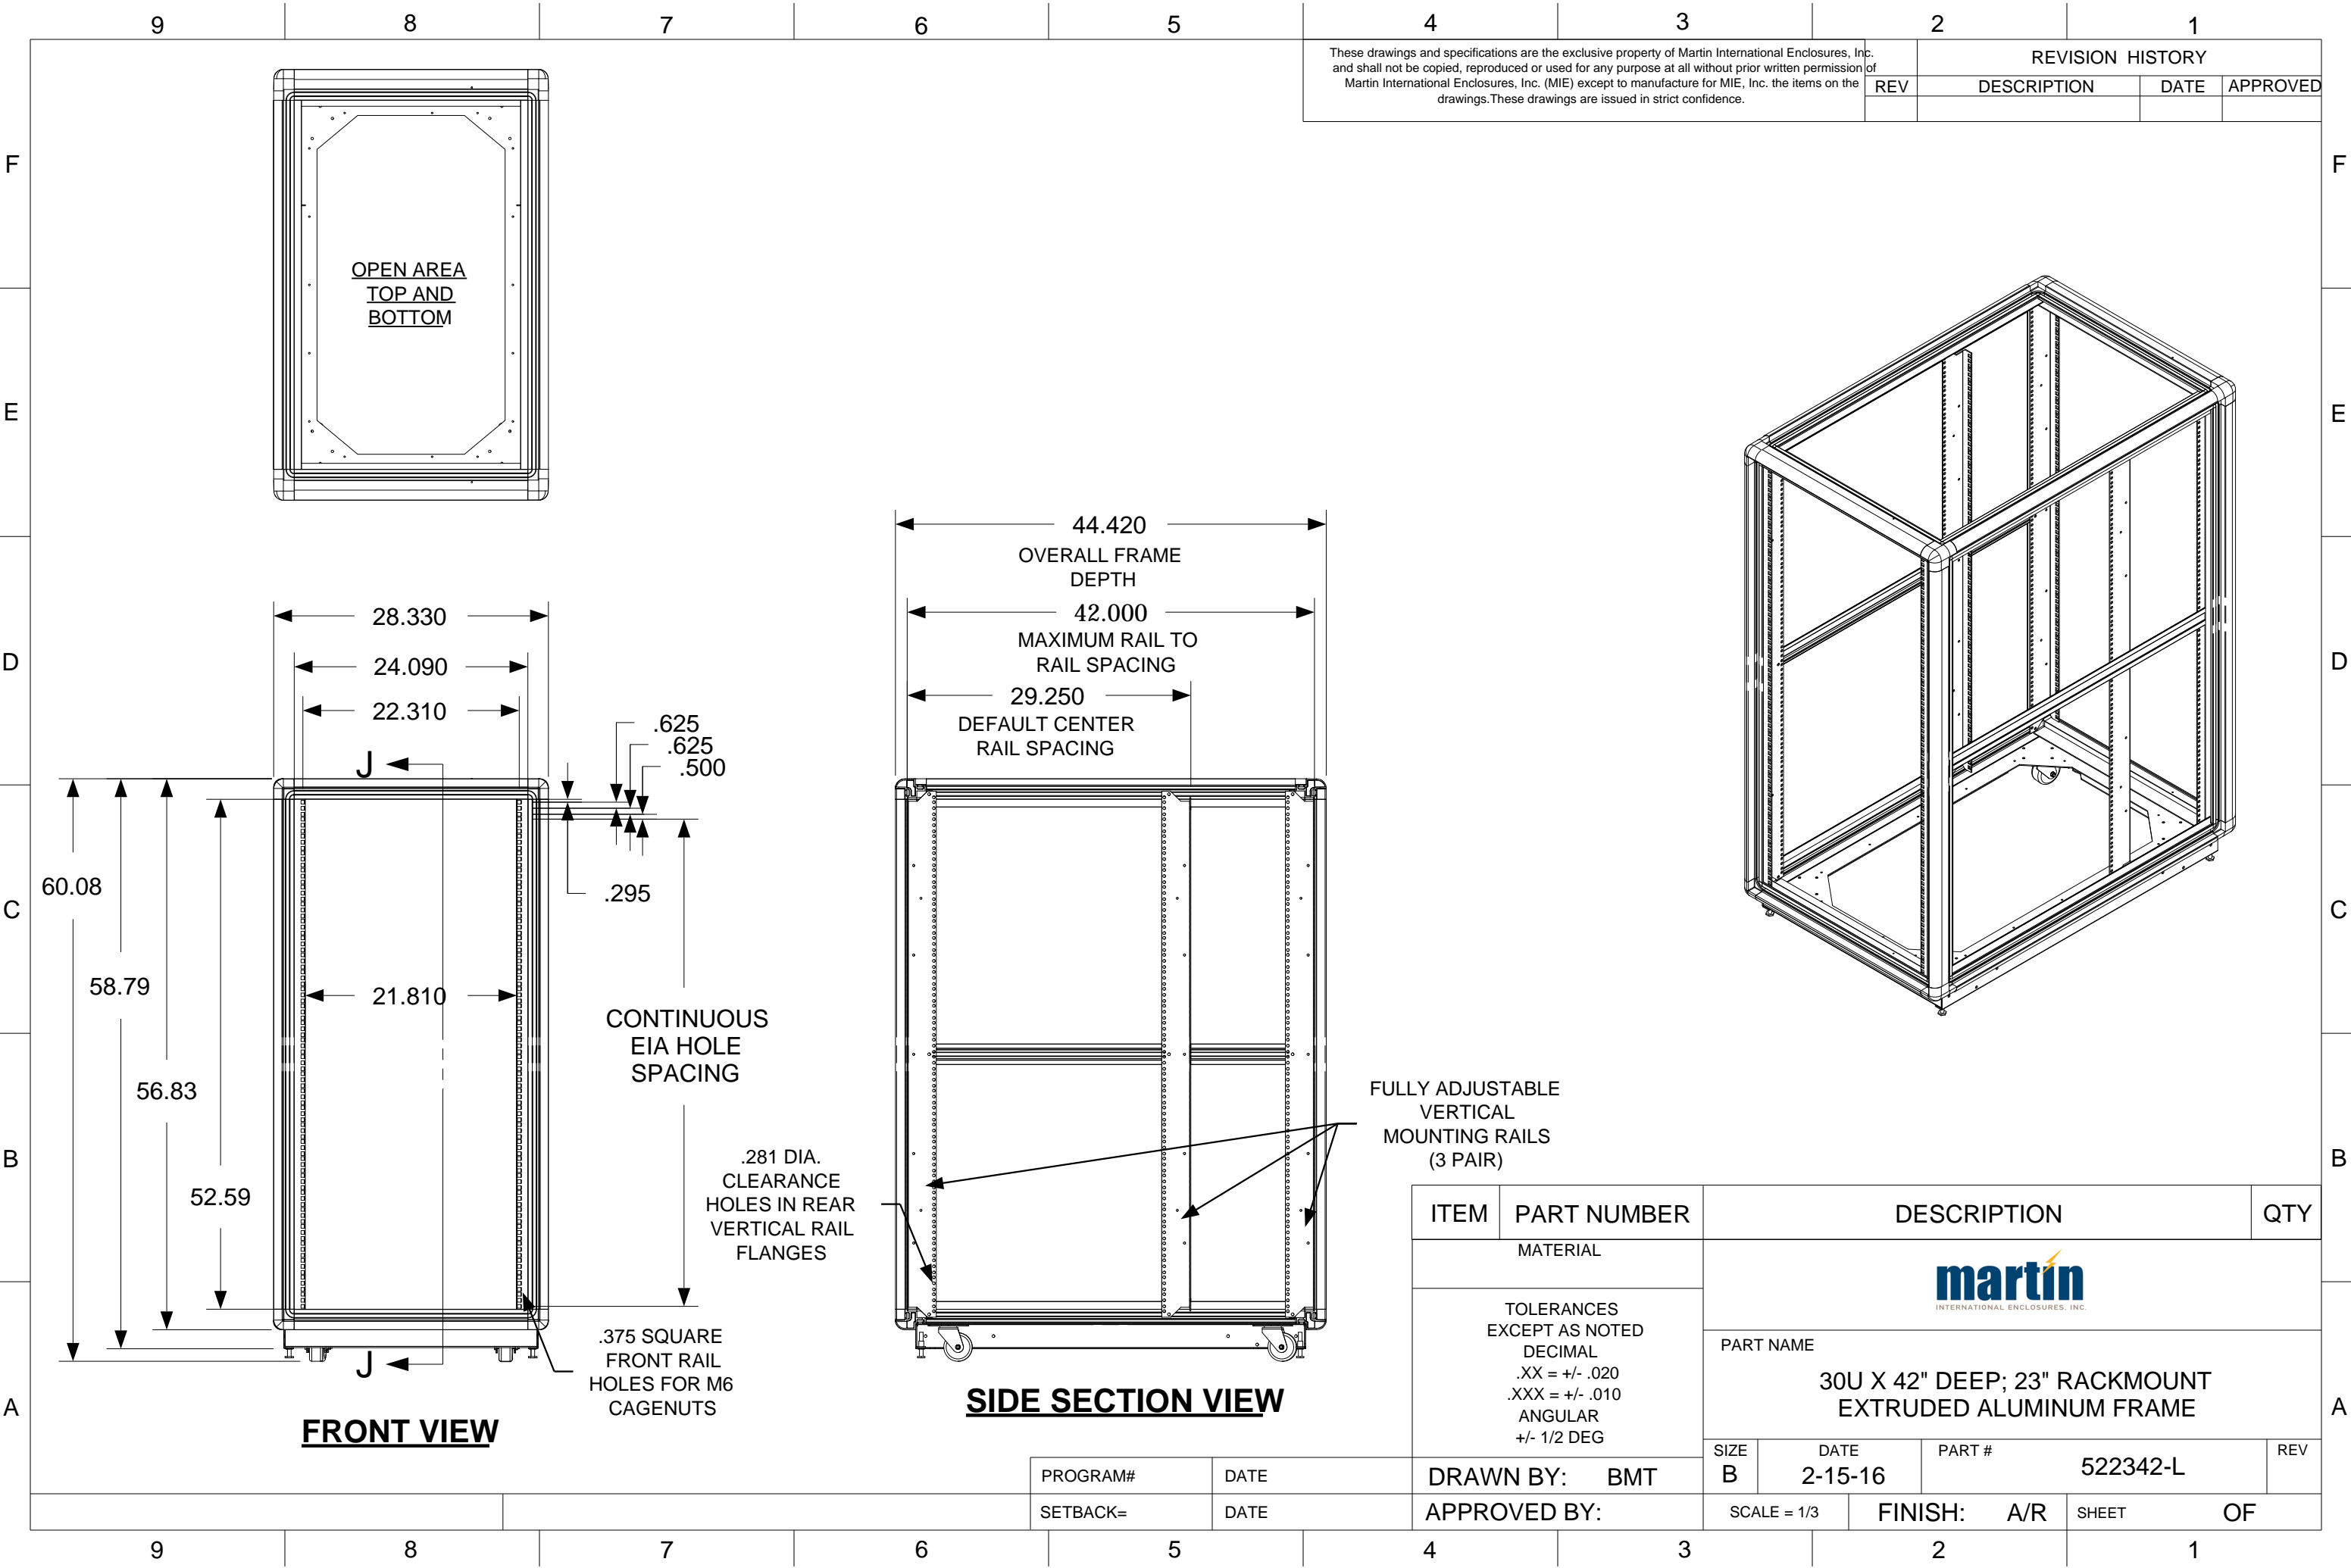 9 8 7 6 5 4 3 2 1
These drawings and specifications are the exclusive property of Martin International Enclosures, Inc.
and shall not be copied, reproduced or used for any purpose at all without prior written permission of
Martin International Enclosures, Inc. (MIE) except to manufacture for MIE, Inc. the items on the
drawings.These drawings are issued in strict confidence.
REVISION HISTORY
REV DESCRIPTION DATE APPROVED
F F
OPEN AREA
TOP AND
BOTTOM
E E
44.420
OVERALL FRAME
DEPTH
42.000
MAXIMUM RAIL TO
RAIL SPACING
29.250
DEFAULT CENTER
RAIL SPACING
D D
28.330
24.090
22.310
.625
.625
.500
J
.295
60.08
58.79
56.83
52.59
21.810
C C
CONTINUOUS
EIA HOLE
SPACING
FULLY ADJUSTABLE
VERTICAL
MOUNTING RAILS
(3 PAIR)
.281 DIA.
CLEARANCE
HOLES IN REAR
VERTICAL RAIL
FLANGES
B B
.375 SQUARE
FRONT RAIL
HOLES FOR M6
CAGENUTS
J
FRONT VIEW
SIDE SECTION VIEW
A A
ITEM PART NUMBER DESCRIPTION QTY
MATERIAL
martin
INTERNATIONAL ENCLOSURES, INC.
TOLERANCES
EXCEPT AS NOTED
DECIMAL
.XX = +/- .020
.XXX = +/- .010
ANGULAR
+/- 1/2 DEG
PART NAME
30U X 42" DEEP; 23" RACKMOUNT
EXTRUDED ALUMINUM FRAME
SIZE
B
DATE
2-15-16
PART #
522342-L
REV
PROGRAM# DATE
DRAWN BY: BMT
SETBACK= DATE
APPROVED BY:
SCALE = 1/3
FINISH: A/R
SHEET OF
9 8 7 6 5 4 3 2 1